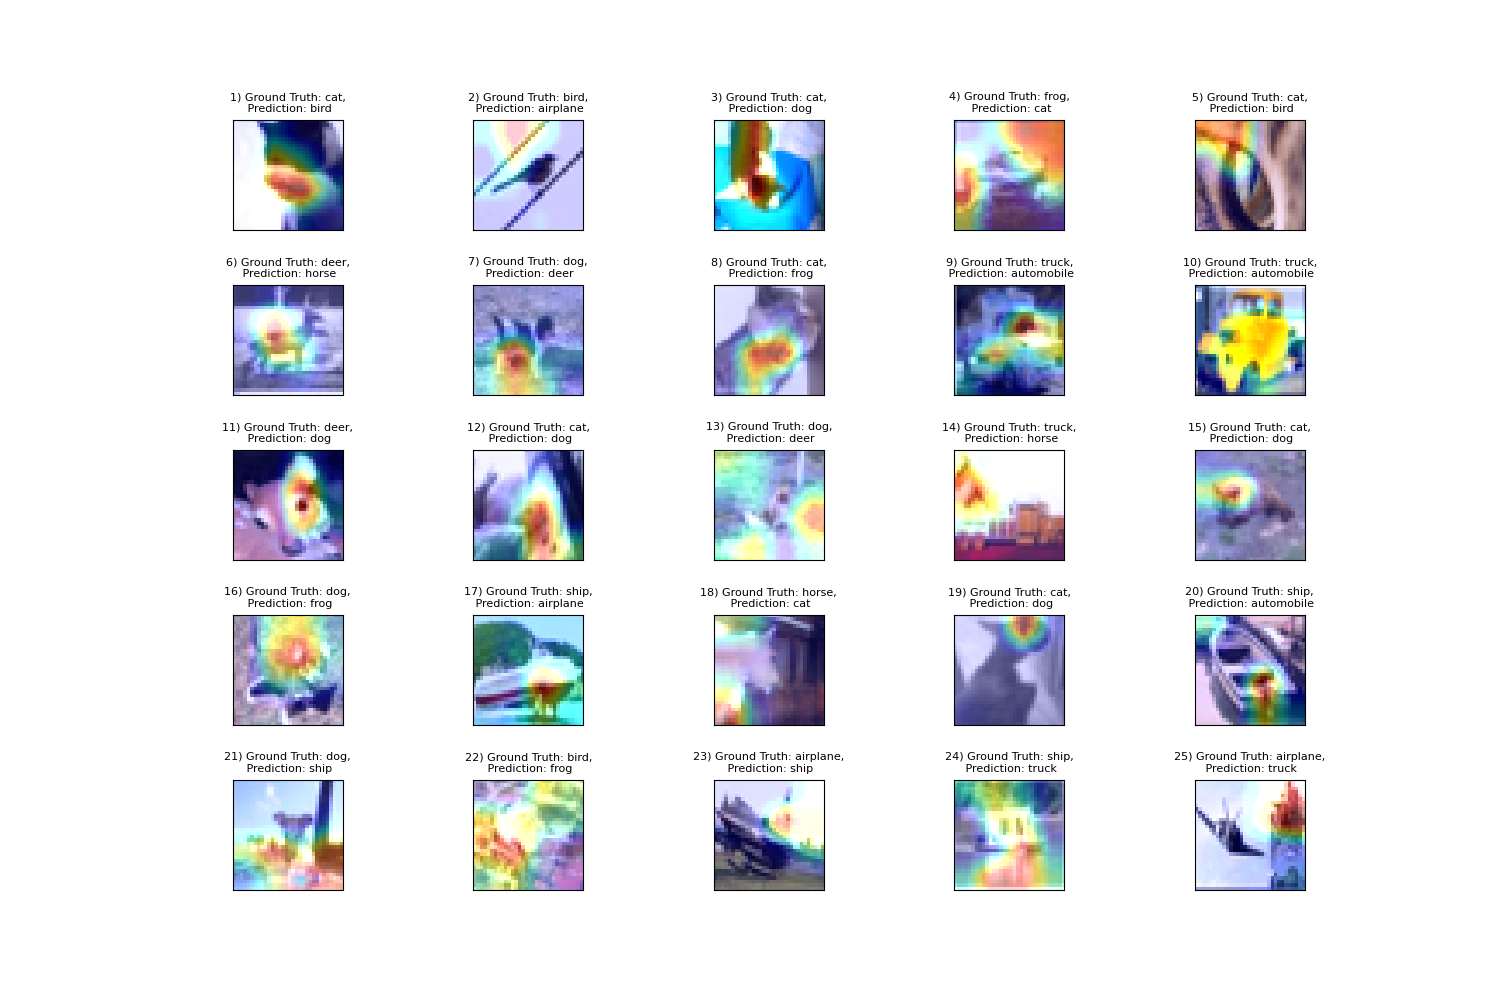 1) Ground Truth: cat,
Prediction: bird
2) Ground Truth: bird,
Prediction: airplane
3) Ground Truth: cat,
Prediction: dog
4) Ground Truth: frog,
Prediction: cat
5) Ground Truth: cat,
Prediction: bird
6) Ground Truth: deer,
Prediction: horse
7) Ground Truth: dog,
Prediction: deer
8) Ground Truth: cat,
Prediction: frog
9) Ground Truth: truck,
Prediction: automobile
10) Ground Truth: truck,
Prediction: automobile
11) Ground Truth: deer,
Prediction: dog
12) Ground Truth: cat,
Prediction: dog
13) Ground Truth: dog,
Prediction: deer
14) Ground Truth: truck,
Prediction: horse
15) Ground Truth: cat,
Prediction: dog
16) Ground Truth: dog,
Prediction: frog
17) Ground Truth: ship,
Prediction: airplane
18) Ground Truth: horse,
Prediction: cat
19) Ground Truth: cat,
Prediction: dog
20) Ground Truth: ship,
Prediction: automobile
21) Ground Truth: dog,
Prediction: ship
22) Ground Truth: bird,
Prediction: frog
23) Ground Truth: airplane,
Prediction: ship
24) Ground Truth: ship,
Prediction: truck
25) Ground Truth: airplane,
Prediction: truck